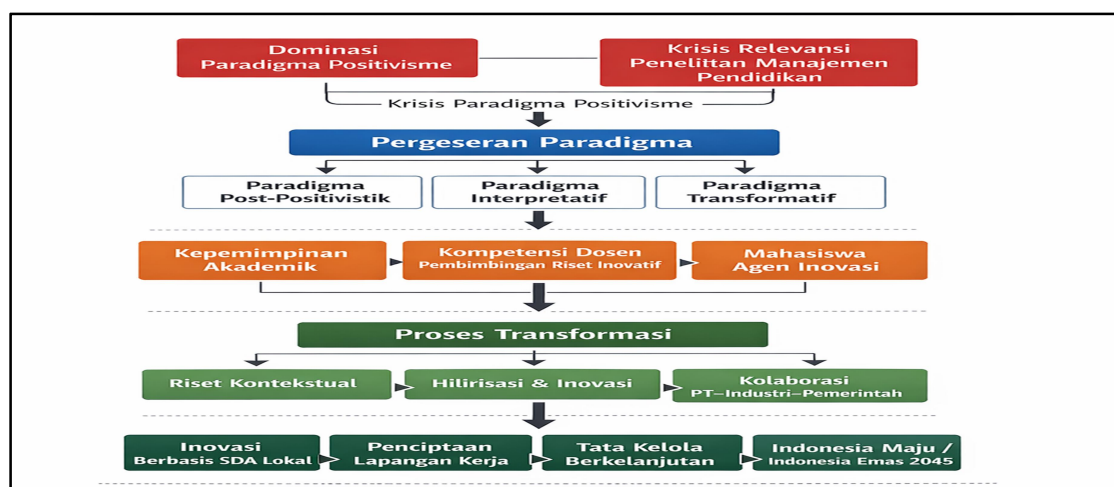 Dominasi
Paradigma Positivisme
Krisis Relevansi
Penelittan Manajemen
Pendidikan
Krisis Paradigma Positivisme
Pergeseran Paradigma
Paradigma
Post-Positivistik
Paradigma
Interpretatif
Paradigma
Transformatif
Kepemimpinan
Akademik
Kompetensi Dosen
Pembimbingan Riset Inovatif
Mahasiswa
Agen Inovasi
Proses Transformasi
Riset Kontekstual
Hilirisasi & Inovasi
Kolaborasi
PT–Industri–Pemerintah
Inovasi
Berbasis SDA Lokal
Penciptaan
Lapangan Kerja
Tata Kelola
Berkelanjutan
Indonesia Maju /
Indonesia Emas 2045